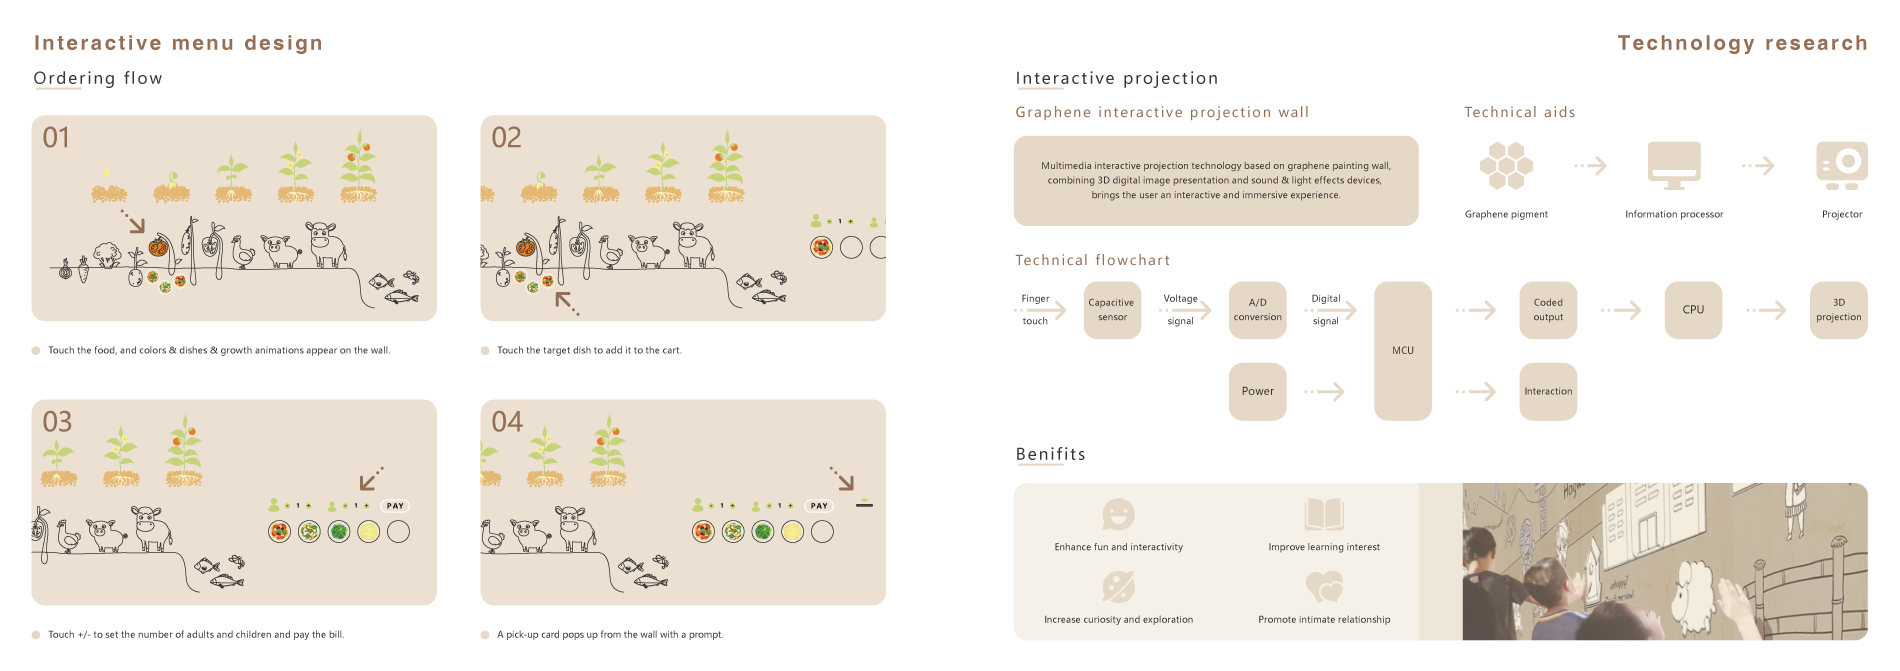 Interactive menu design
Ordering flow
01
Touch the food, and colors & dishes & growth animations appear on the wall.
02
1
Touch the target dish to add it to the cart.
03
1
1
PAY
Touch +/- to set the number of adults and children and pay the bill.
04
1
1
PAY
A pick-up card pops up from the wall with a prompt.
Technology research
Interactive projection
Graphene interactive projection wall
Multimedia interactive projection technology based on graphene painting wall,
combining 3D digital image presentation and sound & light effects devices,
brings the user an interactive and immersive experience.
Technical aids
Graphene pigment
Information processor
Projector
Technical flowchart
Finger
touch
Capacitive
sensor
Voltage
signal
A/D
conversion
Digital
signal
MCU
Coded
output
CPU
3D
projection
Power
Interaction
Benifits
Enhance fun and interactivity
Improve learning interest
Increase curiosity and exploration
Promote intimate relationship